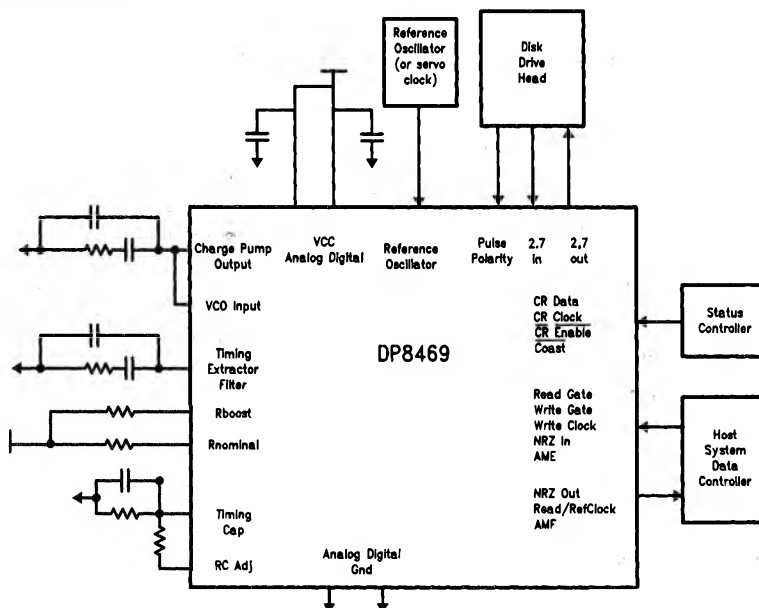 Reference
Oscillator
(or servo
clock)
Disk
Drive
Head
Charge Pump
Output
VCC
Analog Digital
Reference
Oscillator
Pulse
Polarity
2.7
in
2,7
out
VCO Input
CR Data
CR Clock
CR Enable
Coast
Status
Controller
DP8469
Timing
Extractor
Filter
Rboost
Rnominal
Read Gate
Write Gate
Write Clock
NRZ In
AME
Host
System
Data
Controller
NRZ Out
Read/RefClock
AMF
Timing
Cap
RC Adj
Analog Digital
Gnd